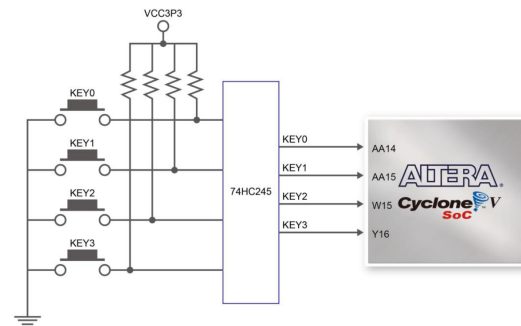 VCC3P3
KEY0
KEY1
KEY2
KEY3
74HC245
KEY0
KEY1
KEY2
KEY3
AA14
AA15
W15
Y16
ALTERA®
Cyclone V
SoC